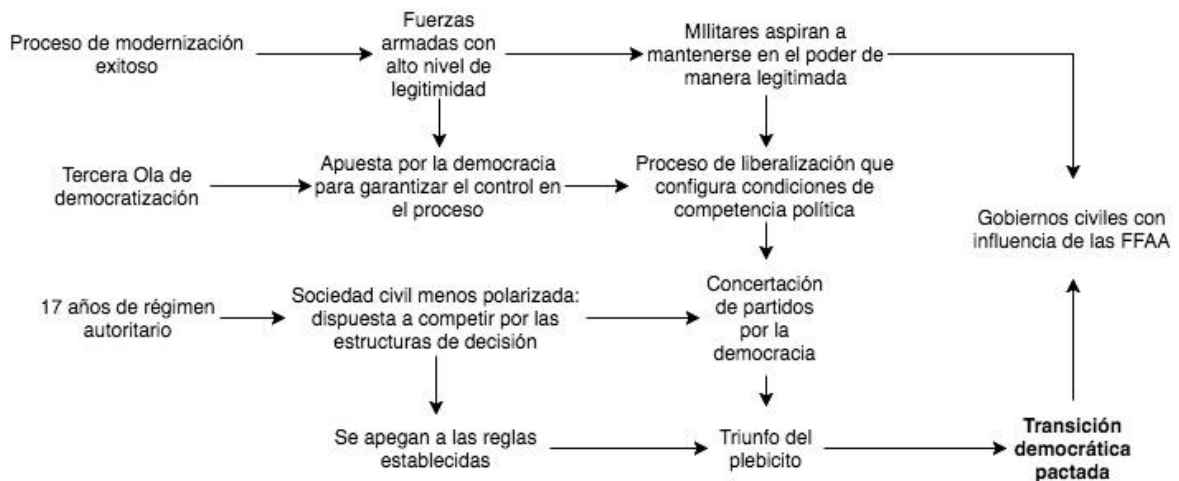 Proceso de modernización
exitoso
Fuerzas
armadas con
alto nivel de
legitimidad
MIlitares aspiran a
mantenerse en el poder de
manera legitimada
Tercera Ola de
democratización
Apuesta por la democracia
para garantizar el control en
el proceso
Proceso de liberalización que
configura condiciones de
competencia política
Gobiernos civiles con
influencia de las FFAA
17 años de régimen
autoritario
Sociedad civil menos polarizada:
dispuesta a competir por las
estructuras de decisión
Concertación
de partidos
por la
democracia
Se apegan a las reglas
establecidas
Triunfo del
plebicito
Transición
democrática
pactada